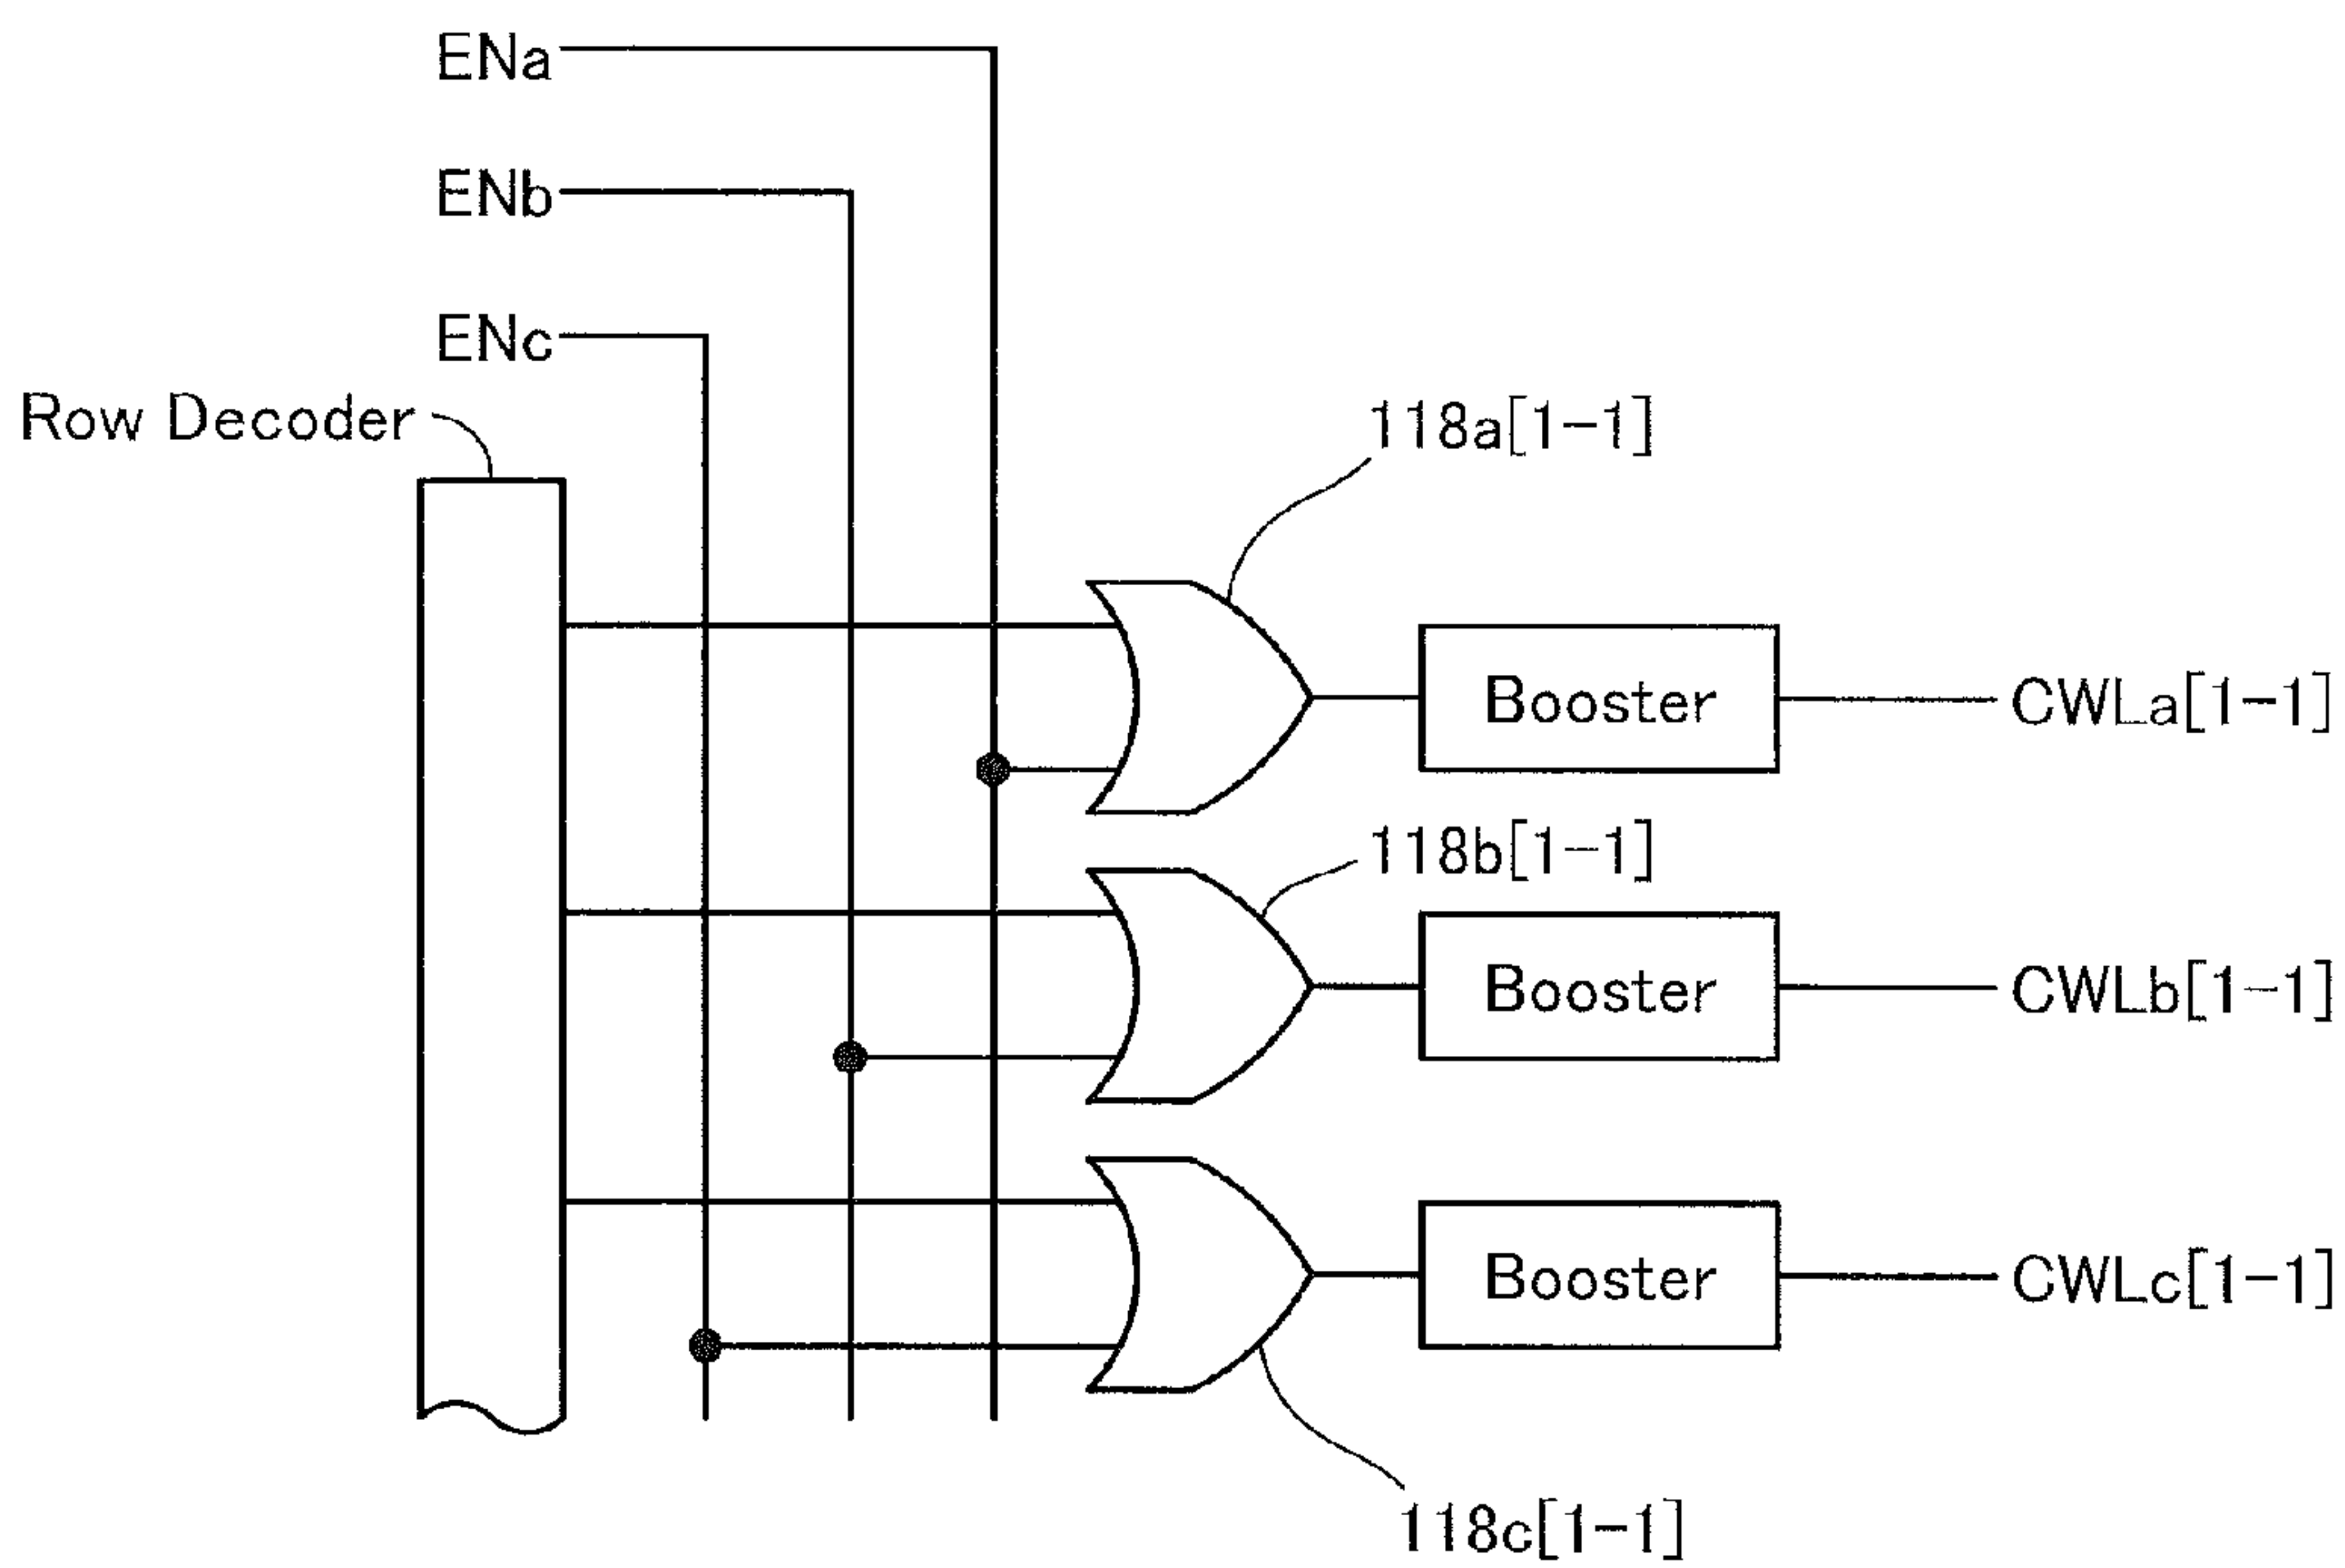 ENa
ENb
ENc
Row Decoder
118a[1-1]
Booster
CWLa[1-1]
118b[1-1]
Booster
CWLb[1-1]
Booster
CWLc[1-1]
118c[1-1]